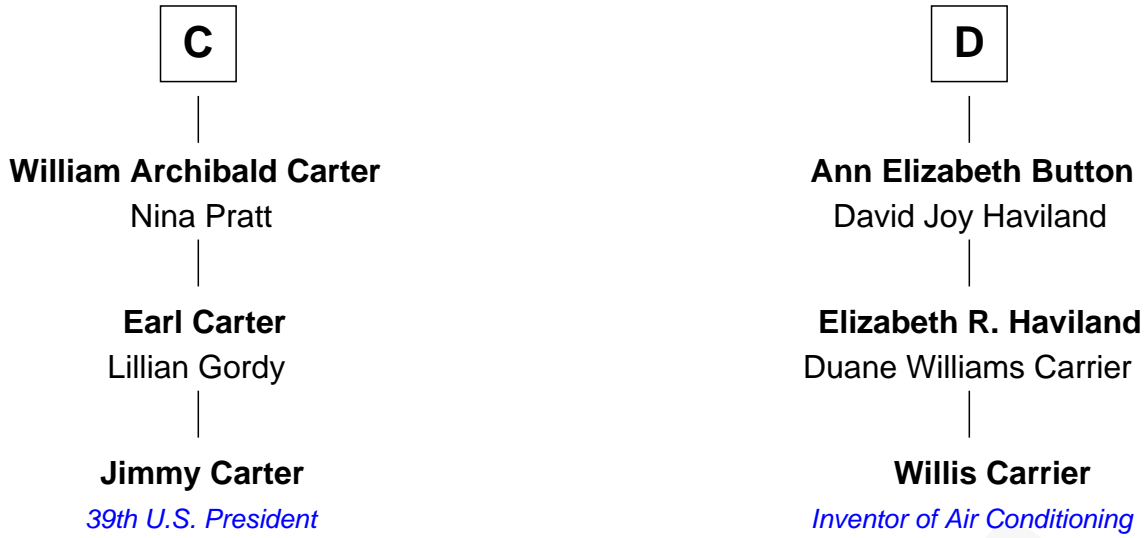 C
William Archibald Carter
Nina Pratt
Earl Carter
Lillian Gordy
Jimmy Carter
39th U.S. President
D
Ann Elizabeth Button
David Joy Haviland
Elizabeth R. Haviland
Duane Williams Carrier
Willis Carrier
Inventor of Air Conditioning